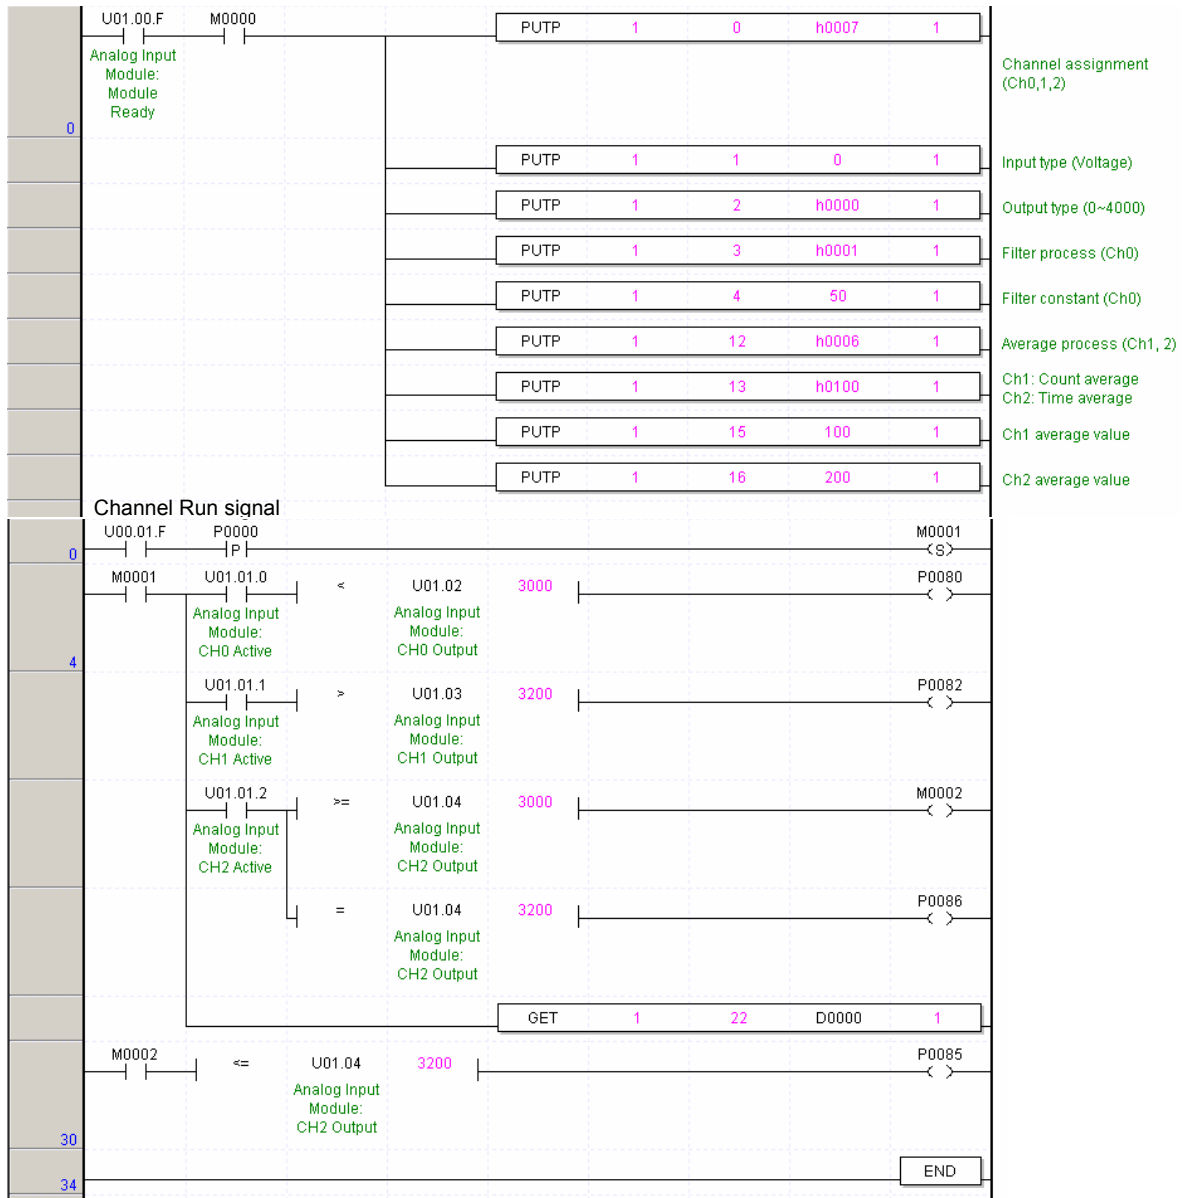 U01.00.F M0000 PUTP 1 0 h0007 1
Analog Input
Module:
Module
Ready
Channel assignment
(Ch0,1,2)
0
PUTP 1 1 0 1 Input type (Voltage)
PUTP 1 2 h0000 1 Output type (0~4000)
PUTP 1 3 h0001 1 Filter process (Ch0)
PUTP 1 4 50 1 Filter constant (Ch0)
PUTP 1 12 h0006 1 Average process (Ch1, 2)
PUTP 1 13 h0100 1
Ch1: Count average
Ch2: Time average
PUTP 1 15 100 1 Ch1 average value
PUTP 1 16 200 1 Ch2 average value
Channel Run signal
U00.01.F P0000 M0001
0 P (S)
M0001 U01.01.0 < U01.02 3000 P0080
Analog Input
Module:
CH0 Active
Analog Input
Module:
CH0 Output
4
U01.01.1 > U01.03 3200 P0082
Analog Input
Module:
CH1 Active
Analog Input
Module:
CH1 Output
U01.01.2 >= U01.04 3000 M0002
Analog Input
Module:
CH2 Active
Analog Input
Module:
CH2 Output
= U01.04 3200 P0086
Analog Input
Module:
CH2 Output
GET 1 22 D0000 1
M0002 <= U01.04 3200 P0085
Analog Input
Module:
CH2 Output
30
END
34